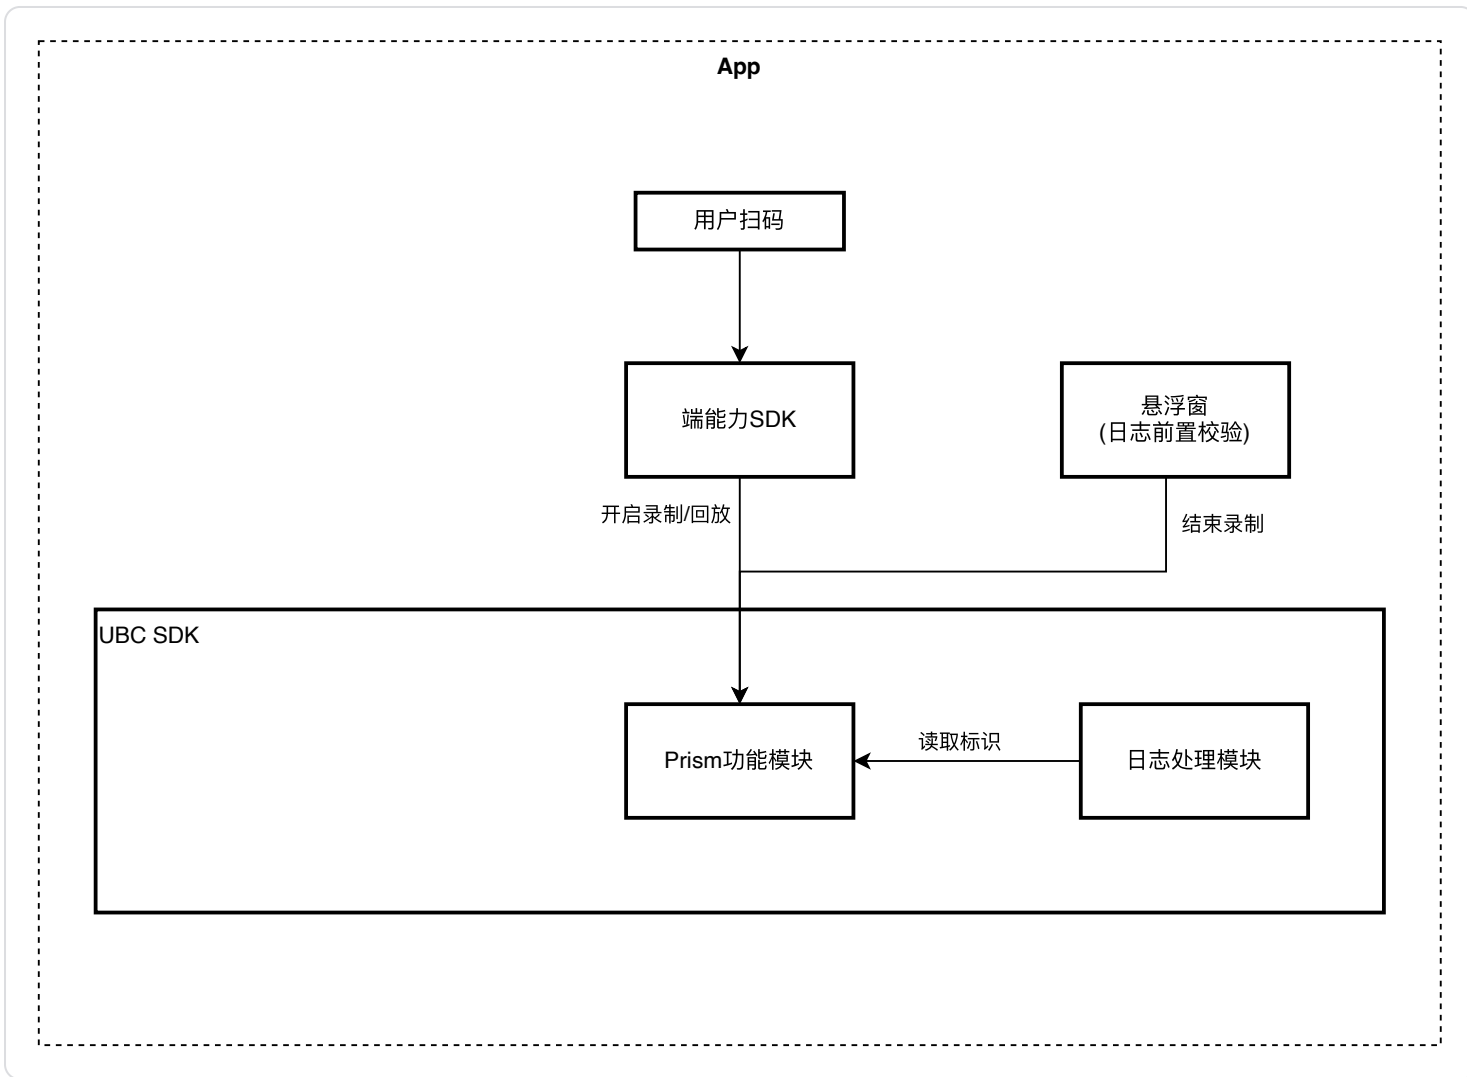 App
用户扫码
端能力SDK
悬浮窗
(日志前置校验)
开启录制/回放
结束录制
UBC SDK
Prism功能模块
读取标识
日志处理模块